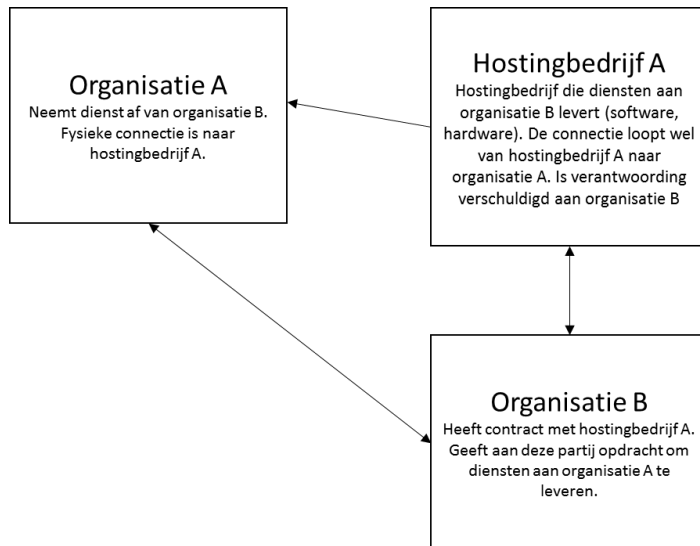 Organisatie A
Neemt dienst af van organisatie B.
Fysieke connectie is naar
hostingbedrijf A.
Hostingbedrijf A
Hostingbedrijf die diensten aan
organisatie B levert (software,
hardware). De connectie loopt wel
van hostingbedrijf A naar
organisatie A. Is verantwoording
verschuldigd aan organisatie B
Organisatie B
Heeft contract met hostingbedrijf A.
Geeft aan deze partij opdracht om
diensten aan organisatie A te
leveren.